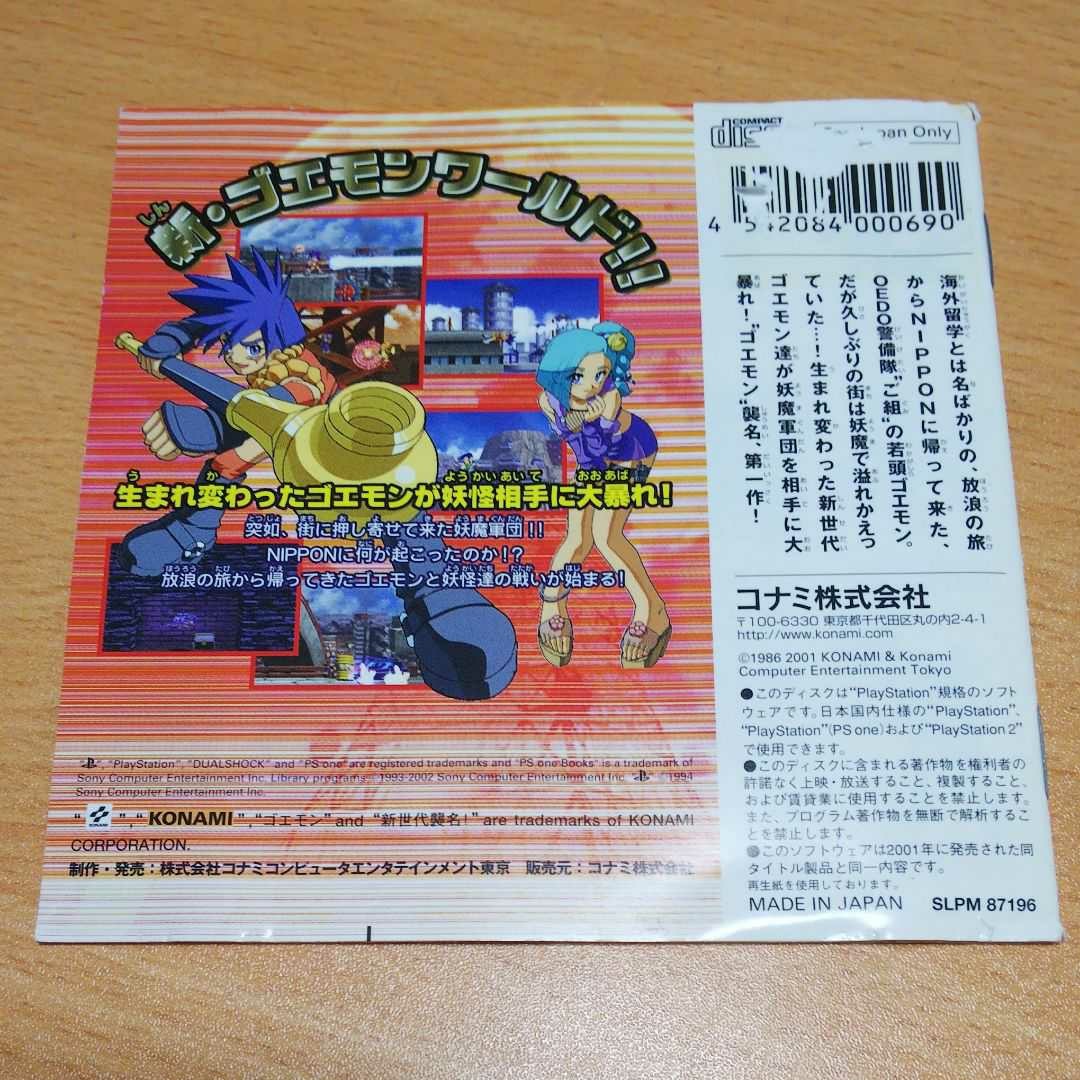 新・ゴエモンワールド!!
生まれ変わったゴエモンが妖怪相手に大暴れ!
突如、街に押し寄せて来た妖魔軍団!!
NIPPONに何が起こったのか!?
放浪の旅から帰ってきたゴエモンと妖怪達の戦いが始まる!
"PlayStation", "DUALSHOCK" and "PS one" are registered trademarks and "PS one Books" is a trademark of
Sony Computer Entertainment Inc. Library programs © 1993-2002 Sony Computer Entertainment Inc. © 1994
Sony Computer Entertainment Inc.
"KONAMI","ゴエモン" and "新世代襲名!" are trademarks of KONAMI
CORPORATION.
制作・発売:株式会社コナミコンピュータエンタテインメント東京 販売元:コナミ株式会社
COMPACT
disc
Only
4 542084 000690
海外留学とは名ばかりの、放浪の旅
からNIPPONに帰って来た、
OEDO警備隊"ご組"の若頭ゴエモン。
だが久しぶりの街は妖魔で溢れかえっ
ていた…!生まれ変わった新世代
ゴエモン達が妖魔軍団を相手に大
暴れ!"ゴエモン"襲名、第一作!
コナミ株式会社
〒100-6330 東京都千代田区丸の内2-4-1
http://www.konami.com
©1986 2001 KONAMI & Konami
Computer Entertainment Tokyo
●このディスクは"PlayStation"規格のソフト
ウェアです。日本国内仕様の"PlayStation"、
"PlayStation"(PS one)および"PlayStation 2"
で使用できます。
●このディスクに含まれる著作物を権利者の
許諾なく上映・放送すること、複製すること、
および賃貸業に使用することを禁止します。
また、プログラム著作物を無断で解析するこ
とを禁止します。
●このソフトウェアは2001年に発売された同
タイトル製品と同一内容です。
再生紙を使用しております。
MADE IN JAPAN SLPM 87196